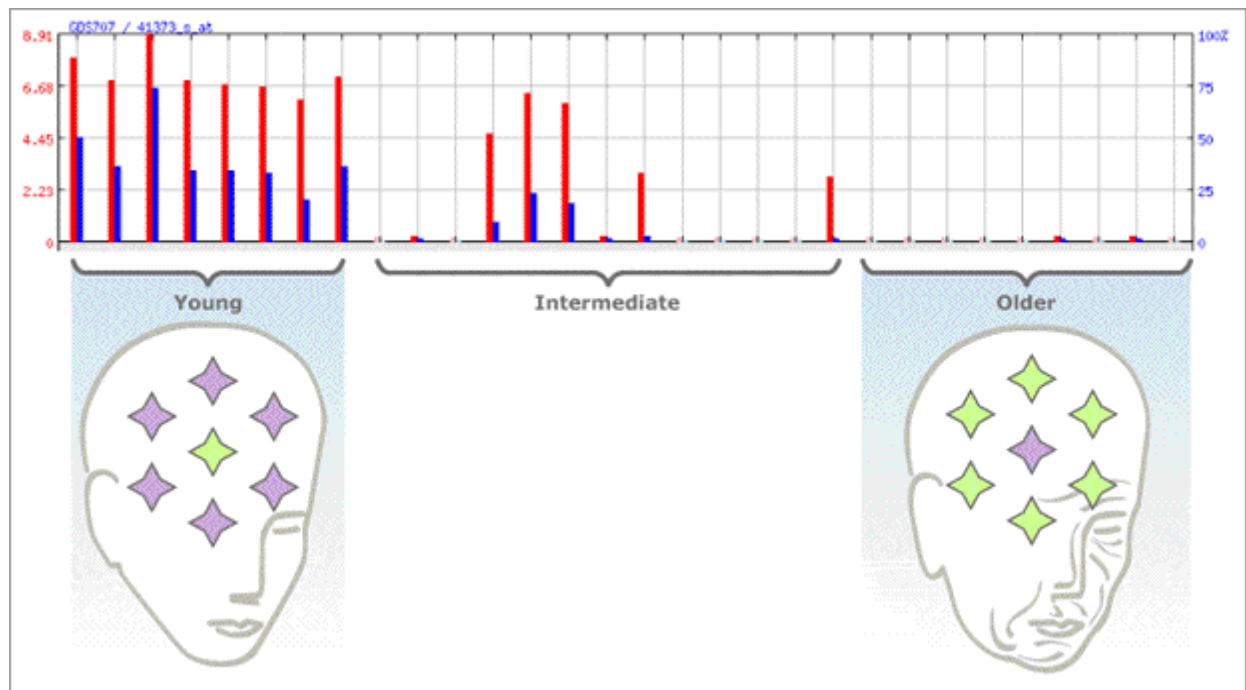 GDS707 / 41373_s_at
8.91
6.68
4.45
2.23
0
100%
75
50
25
0
Young
Intermediate
Older